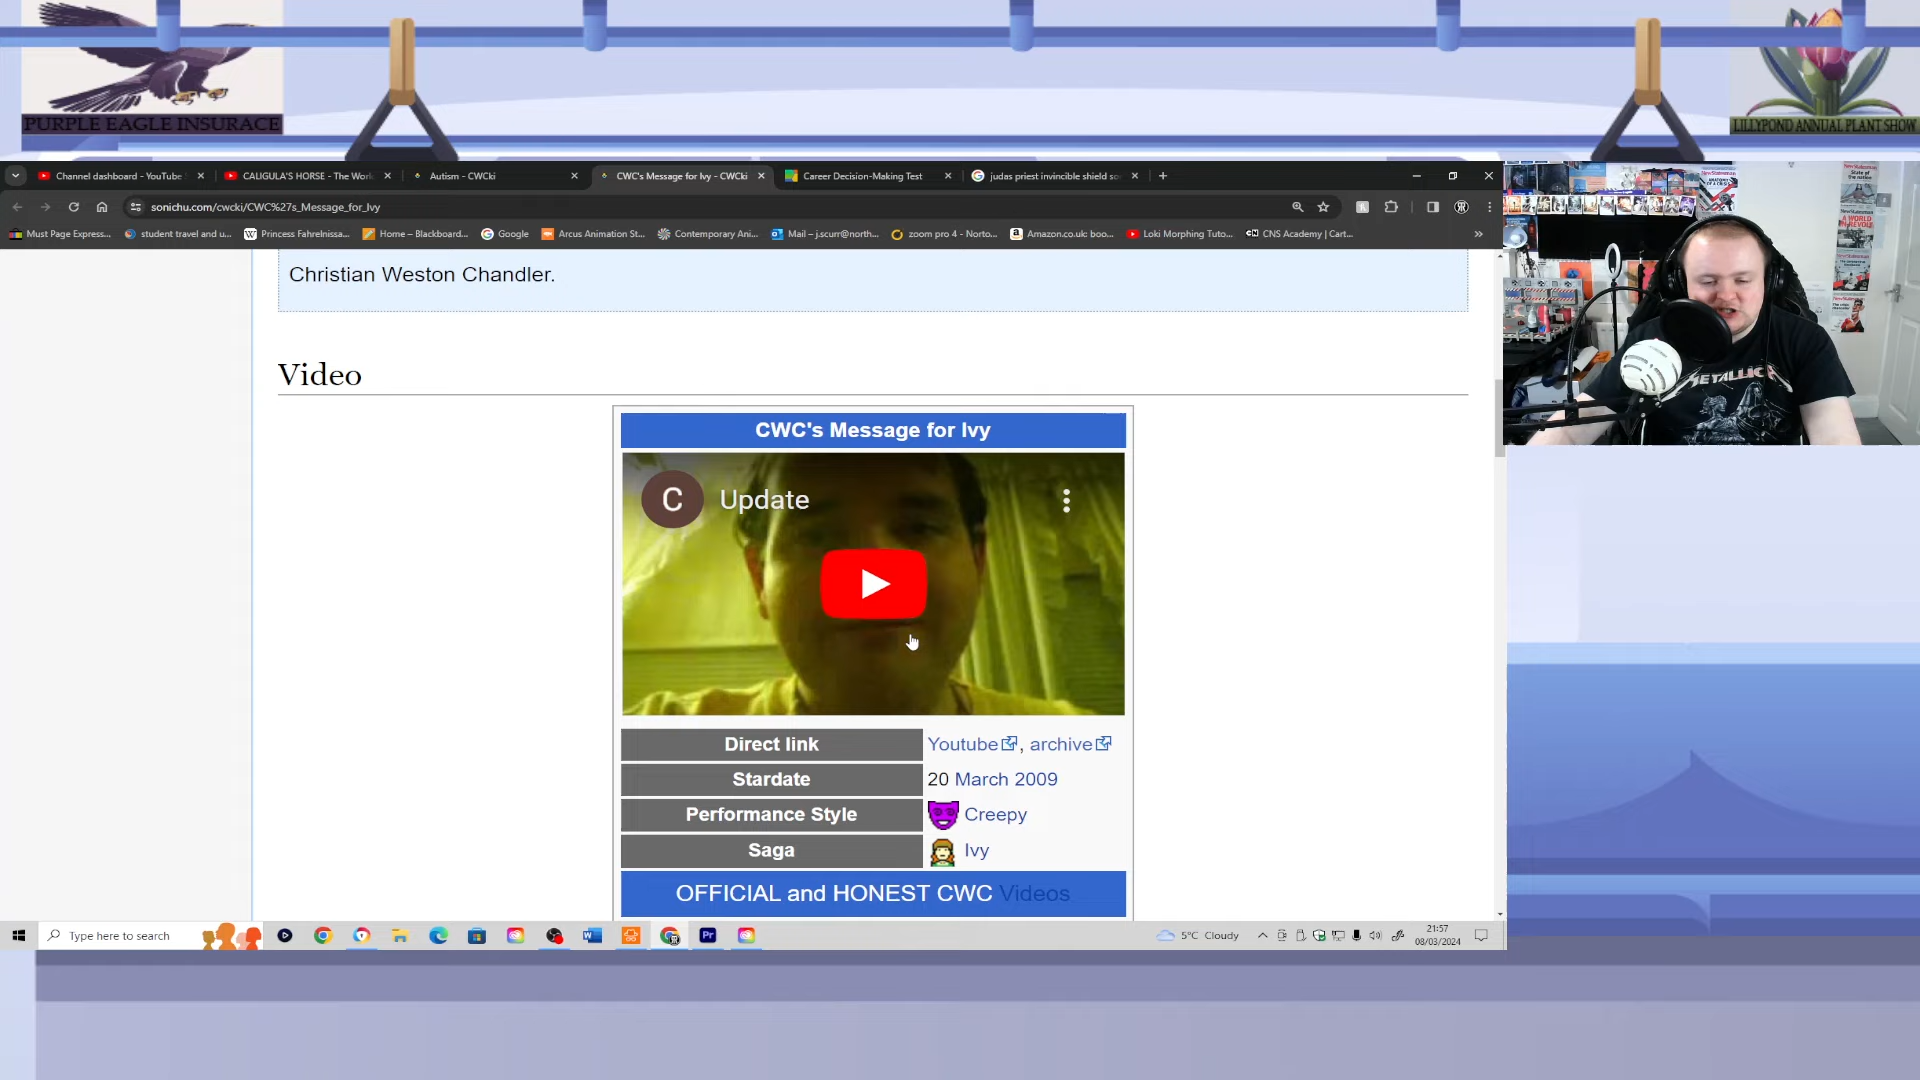 PURPLE EAGLE INSURACE
LILLYPOND ANNUAL PLANT SHOW
Channel dashboard - YouTube
CALIGULA'S HORSE - The Worl
Autism - CWCki
CWC's Message for Ivy - CWCki
Career Decision-Making Test
judas priest invincible shield so
sonichu.com/cwcki/CWC%27s_Message_for_Ivy
Must Page Express...
student travel and u...
Princess Fahrelnissa...
Home – Blackboard...
Google
Arcus Animation St...
Contemporary Ani...
Mail – j.scurr@north...
zoom pro 4 - Norto...
Amazon.co.uk: boo...
Loki Morphing Tuto...
CNS Academy | Cart...
Christian Weston Chandler.
Video
CWC's Message for Ivy
C Update
Direct link Youtube, archive
Stardate 20 March 2009
Performance Style Creepy
Saga Ivy
OFFICIAL and HONEST CWC Videos
METALLICA
Type here to search
5°C Cloudy
21:57
08/03/2024